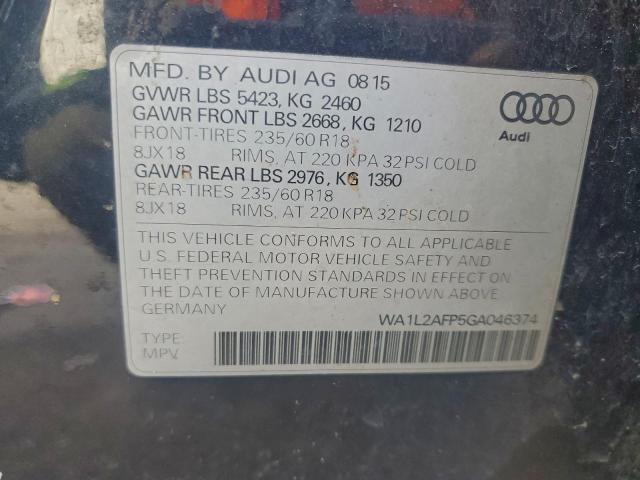 MFD. BY AUDI AG 08 15
GVWR LBS 5423, KG 2460
GAWR FRONT LBS 2668, KG 1210
FRONT-TIRES 235/60 R18
8JX18 RIMS, AT 220 KPA 32 PSI COLD
GAWR REAR LBS 2976, KG 1350
REAR-TIRES 235/60 R18
8JX18 RIMS, AT 220 KPA 32 PSI COLD
Audi
THIS VEHICLE CONFORMS TO ALL APPLICABLE
U.S. FEDERAL MOTOR VEHICLE SAFETY AND
THEFT PREVENTION STANDARDS IN EFFECT ON
THE DATE OF MANUFACTURE SHOWN ABOVE.
GERMANY
WA1L2AFP5GA046374
TYPE:
MPV